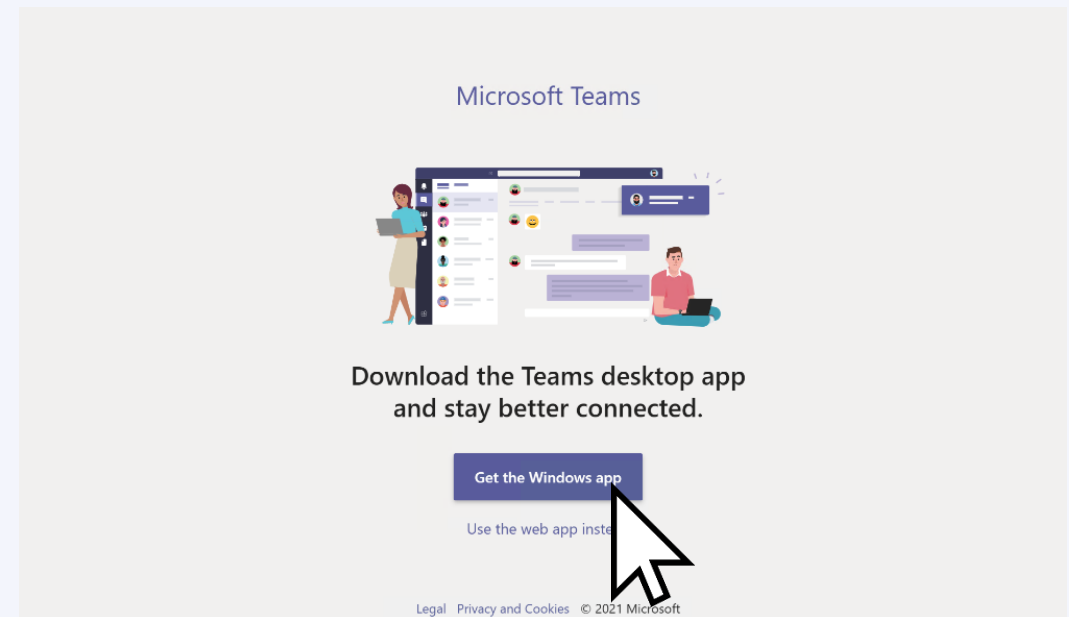 Microsoft Teams
Download the Teams desktop app
and stay better connected.
Get the Windows app
Use the web app
Legal Privacy and Cookies © 2021 Microsoft